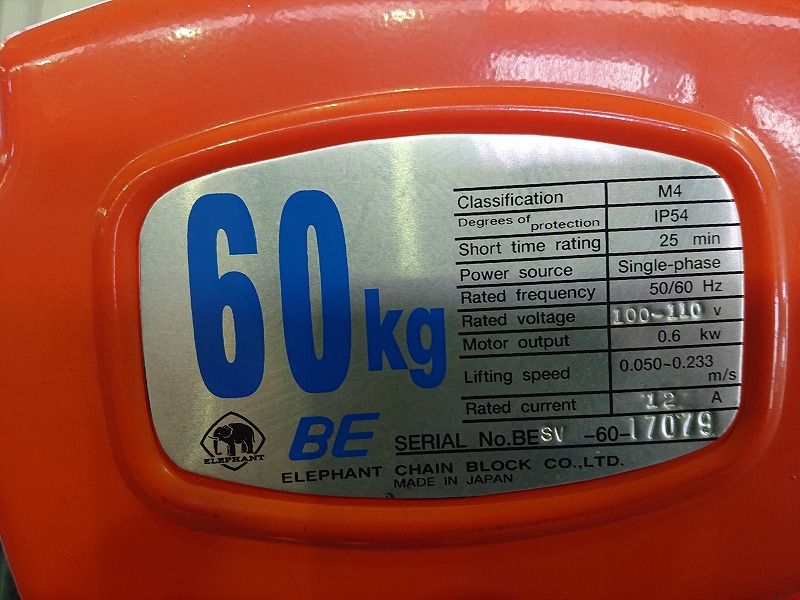 60kg
Classification M4
Degrees of protection IP54
Short time rating 25 min
Power source Single-phase
Rated frequency 50/60 Hz
Rated voltage 100-110 v
Motor output 0.6 kw
Lifting speed 0.050~0.233 m/s
Rated current 12 A
ELEPHANT
BE SERIAL No.BESV -60-17079
ELEPHANT CHAIN BLOCK CO.,LTD.
MADE IN JAPAN